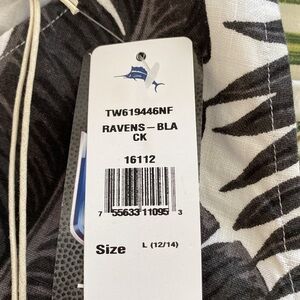 TW619446NF
RAVENS-BLA
CK
16112
7 55633 11095 3
Size L (12/14)